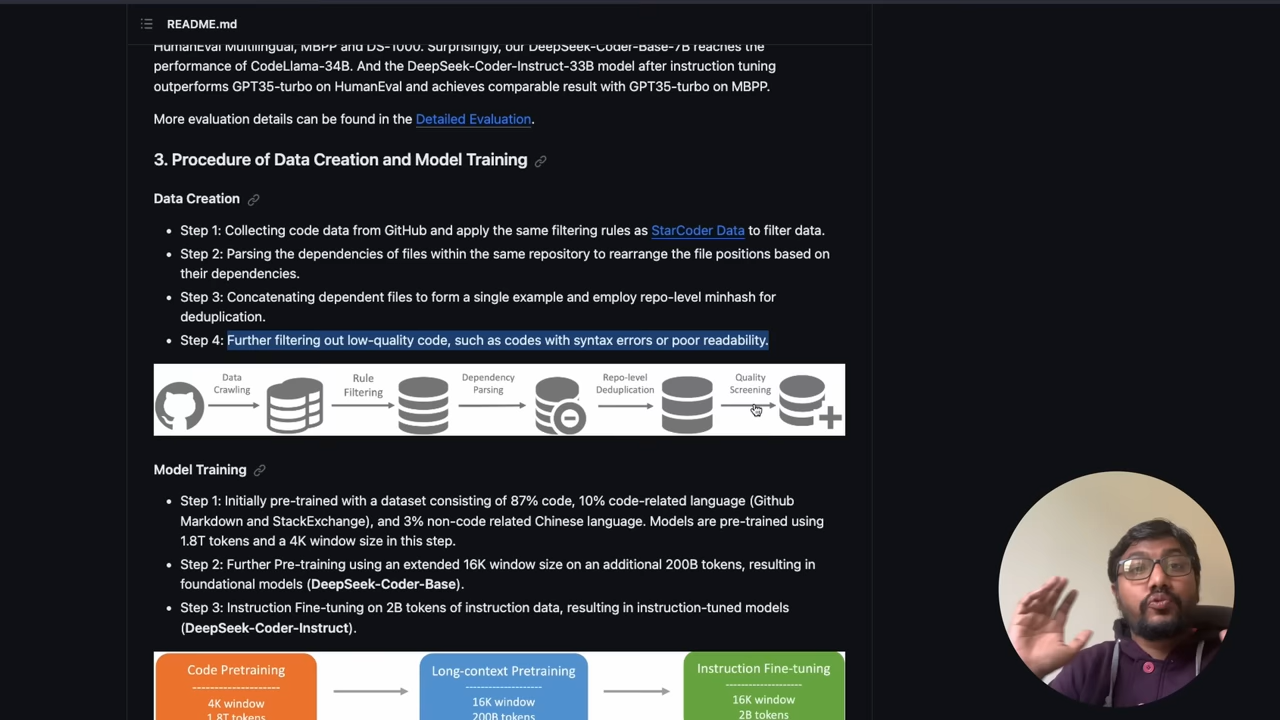 README.md
HumanEval Multilingual, MBPP and DS-1000. Surprisingly, our DeepSeek-Coder-Base-7B reaches the
performance of CodeLlama-34B. And the DeepSeek-Coder-Instruct-33B model after instruction tuning
outperforms GPT35-turbo on HumanEval and achieves comparable result with GPT35-turbo on MBPP.
More evaluation details can be found in the Detailed Evaluation.
3. Procedure of Data Creation and Model Training
Data Creation
• Step 1: Collecting code data from GitHub and apply the same filtering rules as StarCoder Data to filter data.
• Step 2: Parsing the dependencies of files within the same repository to rearrange the file positions based on
their dependencies.
• Step 3: Concatenating dependent files to form a single example and employ repo-level minhash for
deduplication.
• Step 4: Further filtering out low-quality code, such as codes with syntax errors or poor readability.
Data
Crawling
Rule
Filtering
Dependency
Parsing
Repo-level
Deduplication
Quality
Screening
Model Training
• Step 1: Initially pre-trained with a dataset consisting of 87% code, 10% code-related language (Github
Markdown and StackExchange), and 3% non-code related Chinese language. Models are pre-trained using
1.8T tokens and a 4K window size in this step.
• Step 2: Further Pre-training using an extended 16K window size on an additional 200B tokens, resulting in
foundational models (DeepSeek-Coder-Base).
• Step 3: Instruction Fine-tuning on 2B tokens of instruction data, resulting in instruction-tuned models
(DeepSeek-Coder-Instruct).
Code Pretraining
4K window
1.8T tokens
Long-context Pretraining
16K window
200B tokens
Instruction Fine-tuning
16K window
2B tokens